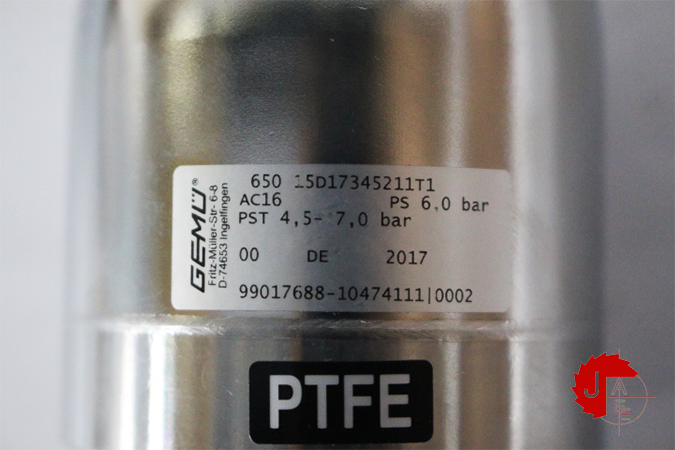 GEMÜ
Fritz-Müller-Str- 6-8
D-74653 Ingelfingen
650 15D17345211T1
AC16 PS 6,0 bar
PST 4,5- 7,0 bar
00 DE 2017
99017688-10474111|0002
PTFE
J